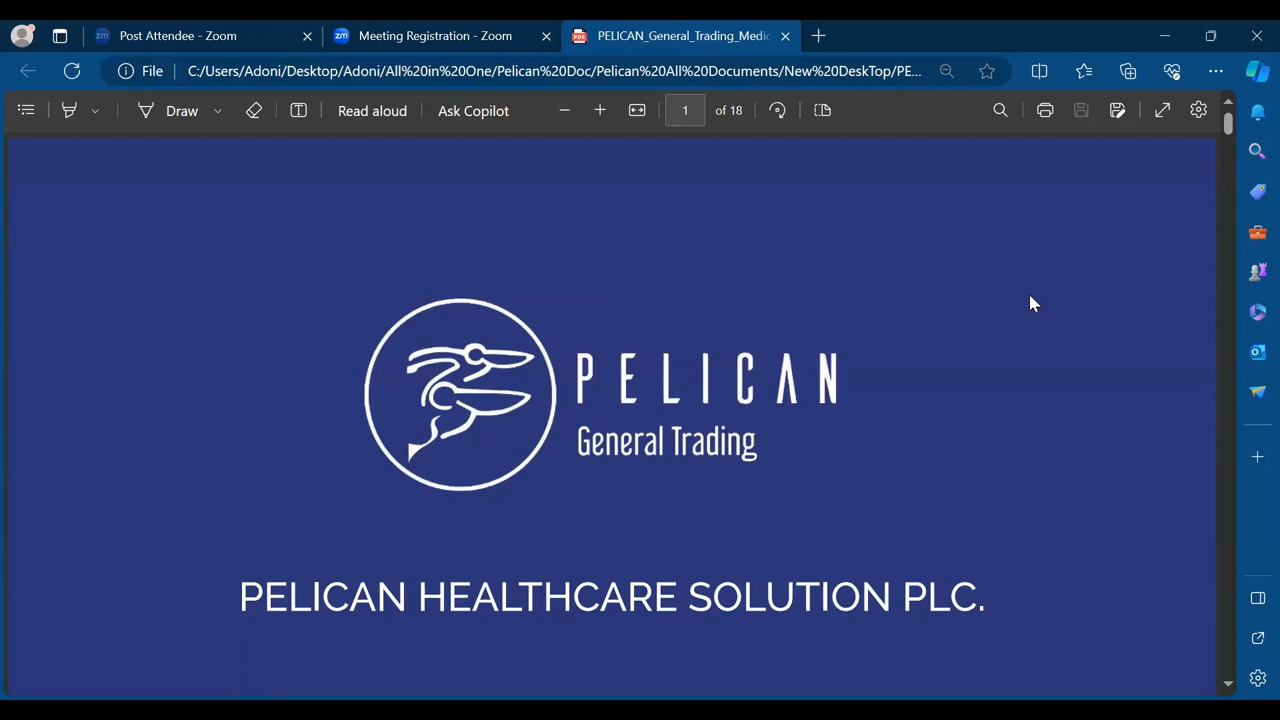 Post Attendee - Zoom
Meeting Registration - Zoom
PELICAN_General_Trading_Medic
File
C:/Users/Adoni/Desktop/Adoni/All%20in%20One/Pelican%20Doc/Pelican%20All%20Documents/New%20DeskTop/PE...
Draw
Read aloud
Ask Copilot
1
of 18
PELICAN
General Trading
PELICAN HEALTHCARE SOLUTION PLC.